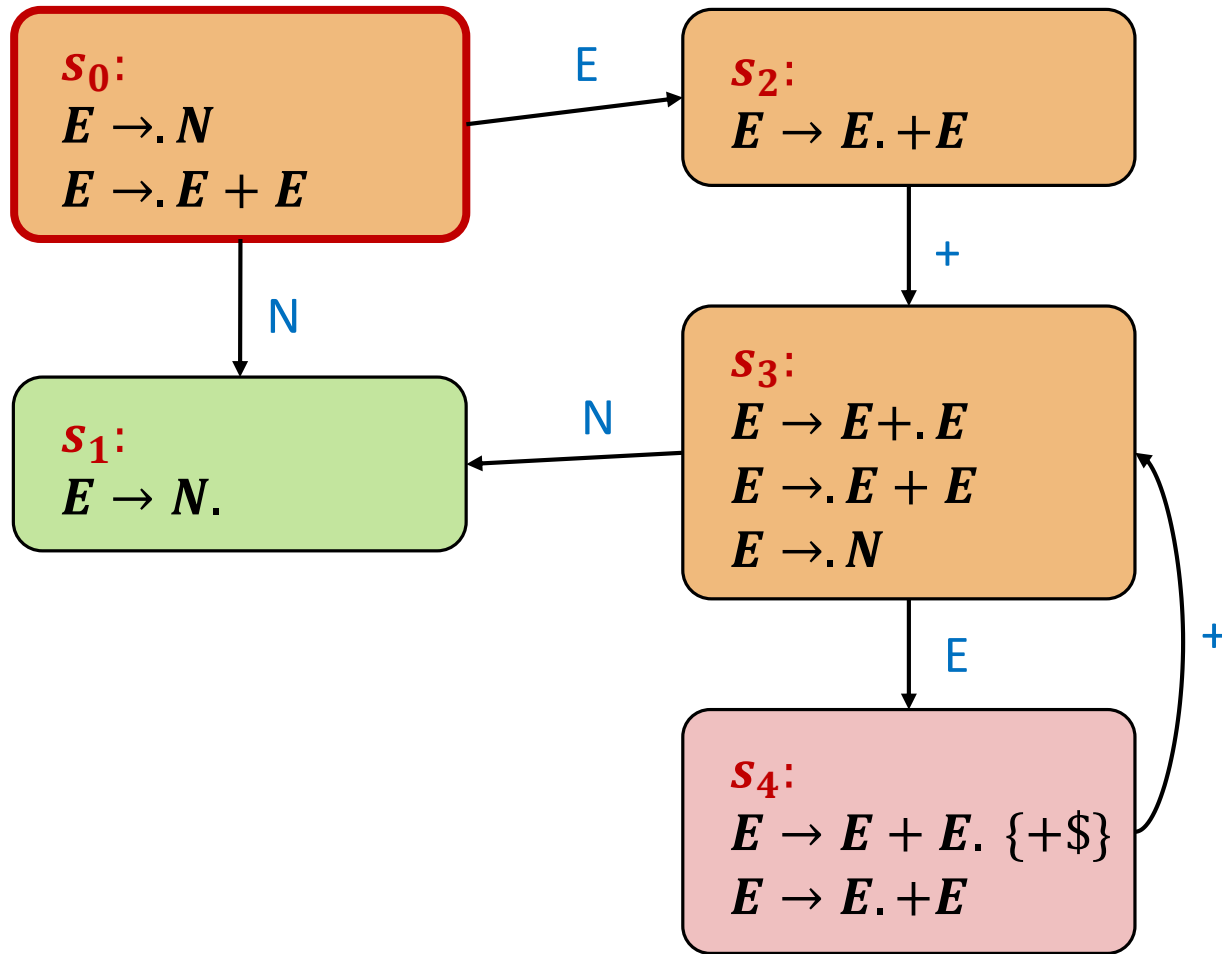 s₀:
E →. N
E →. E + E
E
s₂:
E → E. +E
N
+
s₁:
E → N.
N
s₃:
E → E+. E
E →. E + E
E →. N
E
+
s₄:
E → E + E. {+$}
E → E. +E